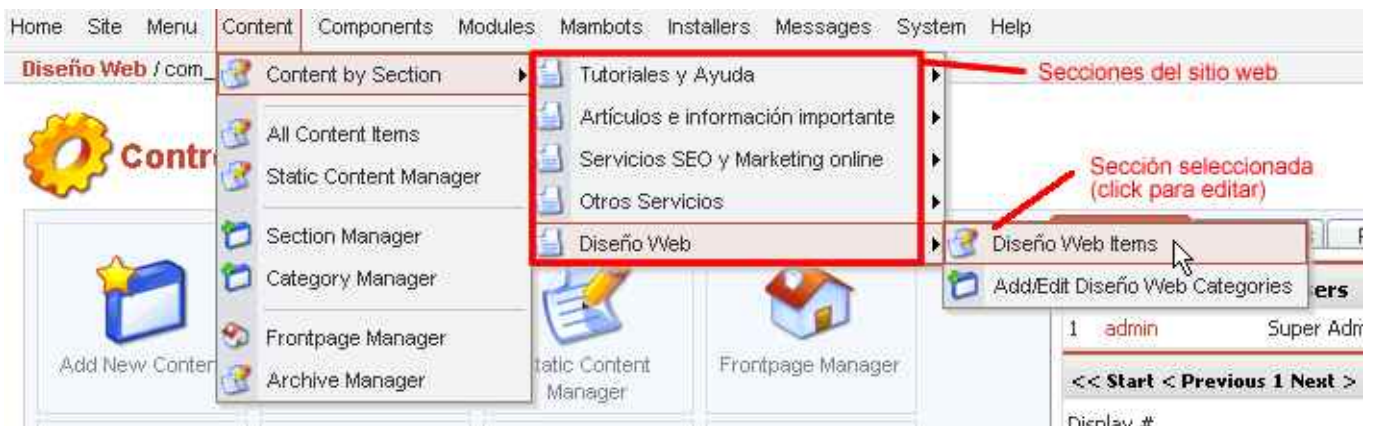 Home Site Menu Content Components Modules Mambots Installers Messages System Help
Diseño Web / com_
Content by Section
All Content Items
Static Content Manager
Section Manager
Category Manager
Frontpage Manager
Archive Manager
Tutoriales y Ayuda
Artículos e información importante
Servicios SEO y Marketing online
Otros Servicios
Diseño Web
Diseño Web Items
Add/Edit Diseño Web Categories
Secciones del sitio web
Sección seleccionada
(click para editar)
Contr
Add New Conten
tatic Content
Manager
Frontpage Manager
ers
1 admin Super Adm
<< Start < Previous 1 Next >
Display #